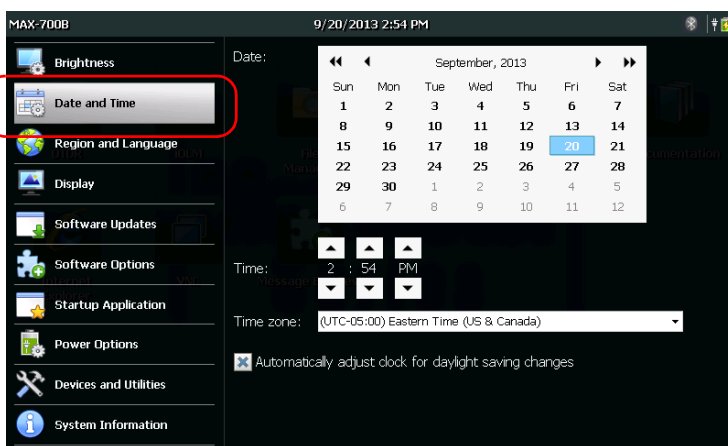 MAX-700B 9/20/2013 2:54 PM
Brightness
Date and Time
Region and Language
Display
Software Updates
Software Options
Startup Application
Power Options
Devices and Utilities
System Information
Date:
September, 2013
Sun Mon Tue Wed Thu Fri Sat
1 2 3 4 5 6 7
8 9 10 11 12 13 14
15 16 17 18 19 20 21
22 23 24 25 26 27 28
29 30 1 2 3 4 5
6 7 8 9 10 11 12
Time: 2 : 54 PM
Time zone: (UTC-05:00) Eastern Time (US & Canada)
Automatically adjust clock for daylight saving changes